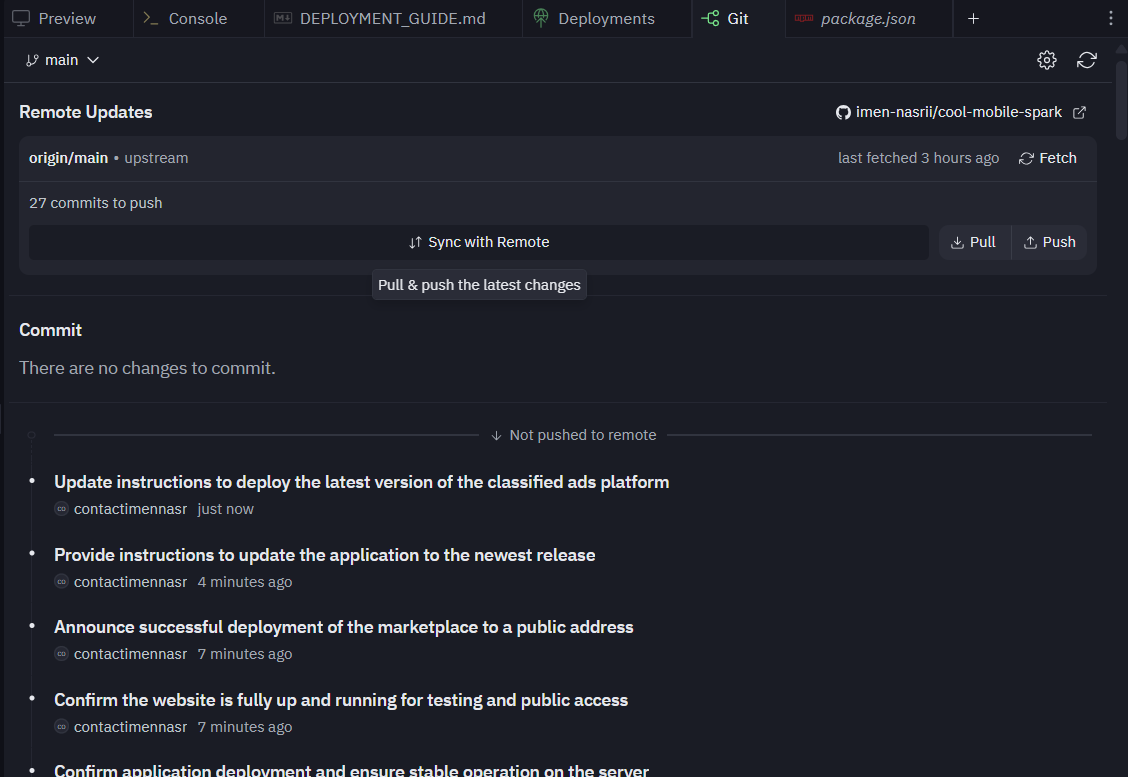 Preview
Console
DEPLOYMENT_GUIDE.md
Deployments
Git
package.json
main
Remote Updates
imen-nasrii/cool-mobile-spark
origin/main • upstream
last fetched 3 hours ago
Fetch
27 commits to push
Sync with Remote
Pull
Push
Pull & push the latest changes
Commit
There are no changes to commit.
Not pushed to remote
Update instructions to deploy the latest version of the classified ads platform
co contactimennasr just now
Provide instructions to update the application to the newest release
co contactimennasr 4 minutes ago
Announce successful deployment of the marketplace to a public address
co contactimennasr 7 minutes ago
Confirm the website is fully up and running for testing and public access
co contactimennasr 7 minutes ago
Confirm application deployment and ensure stable operation on the server